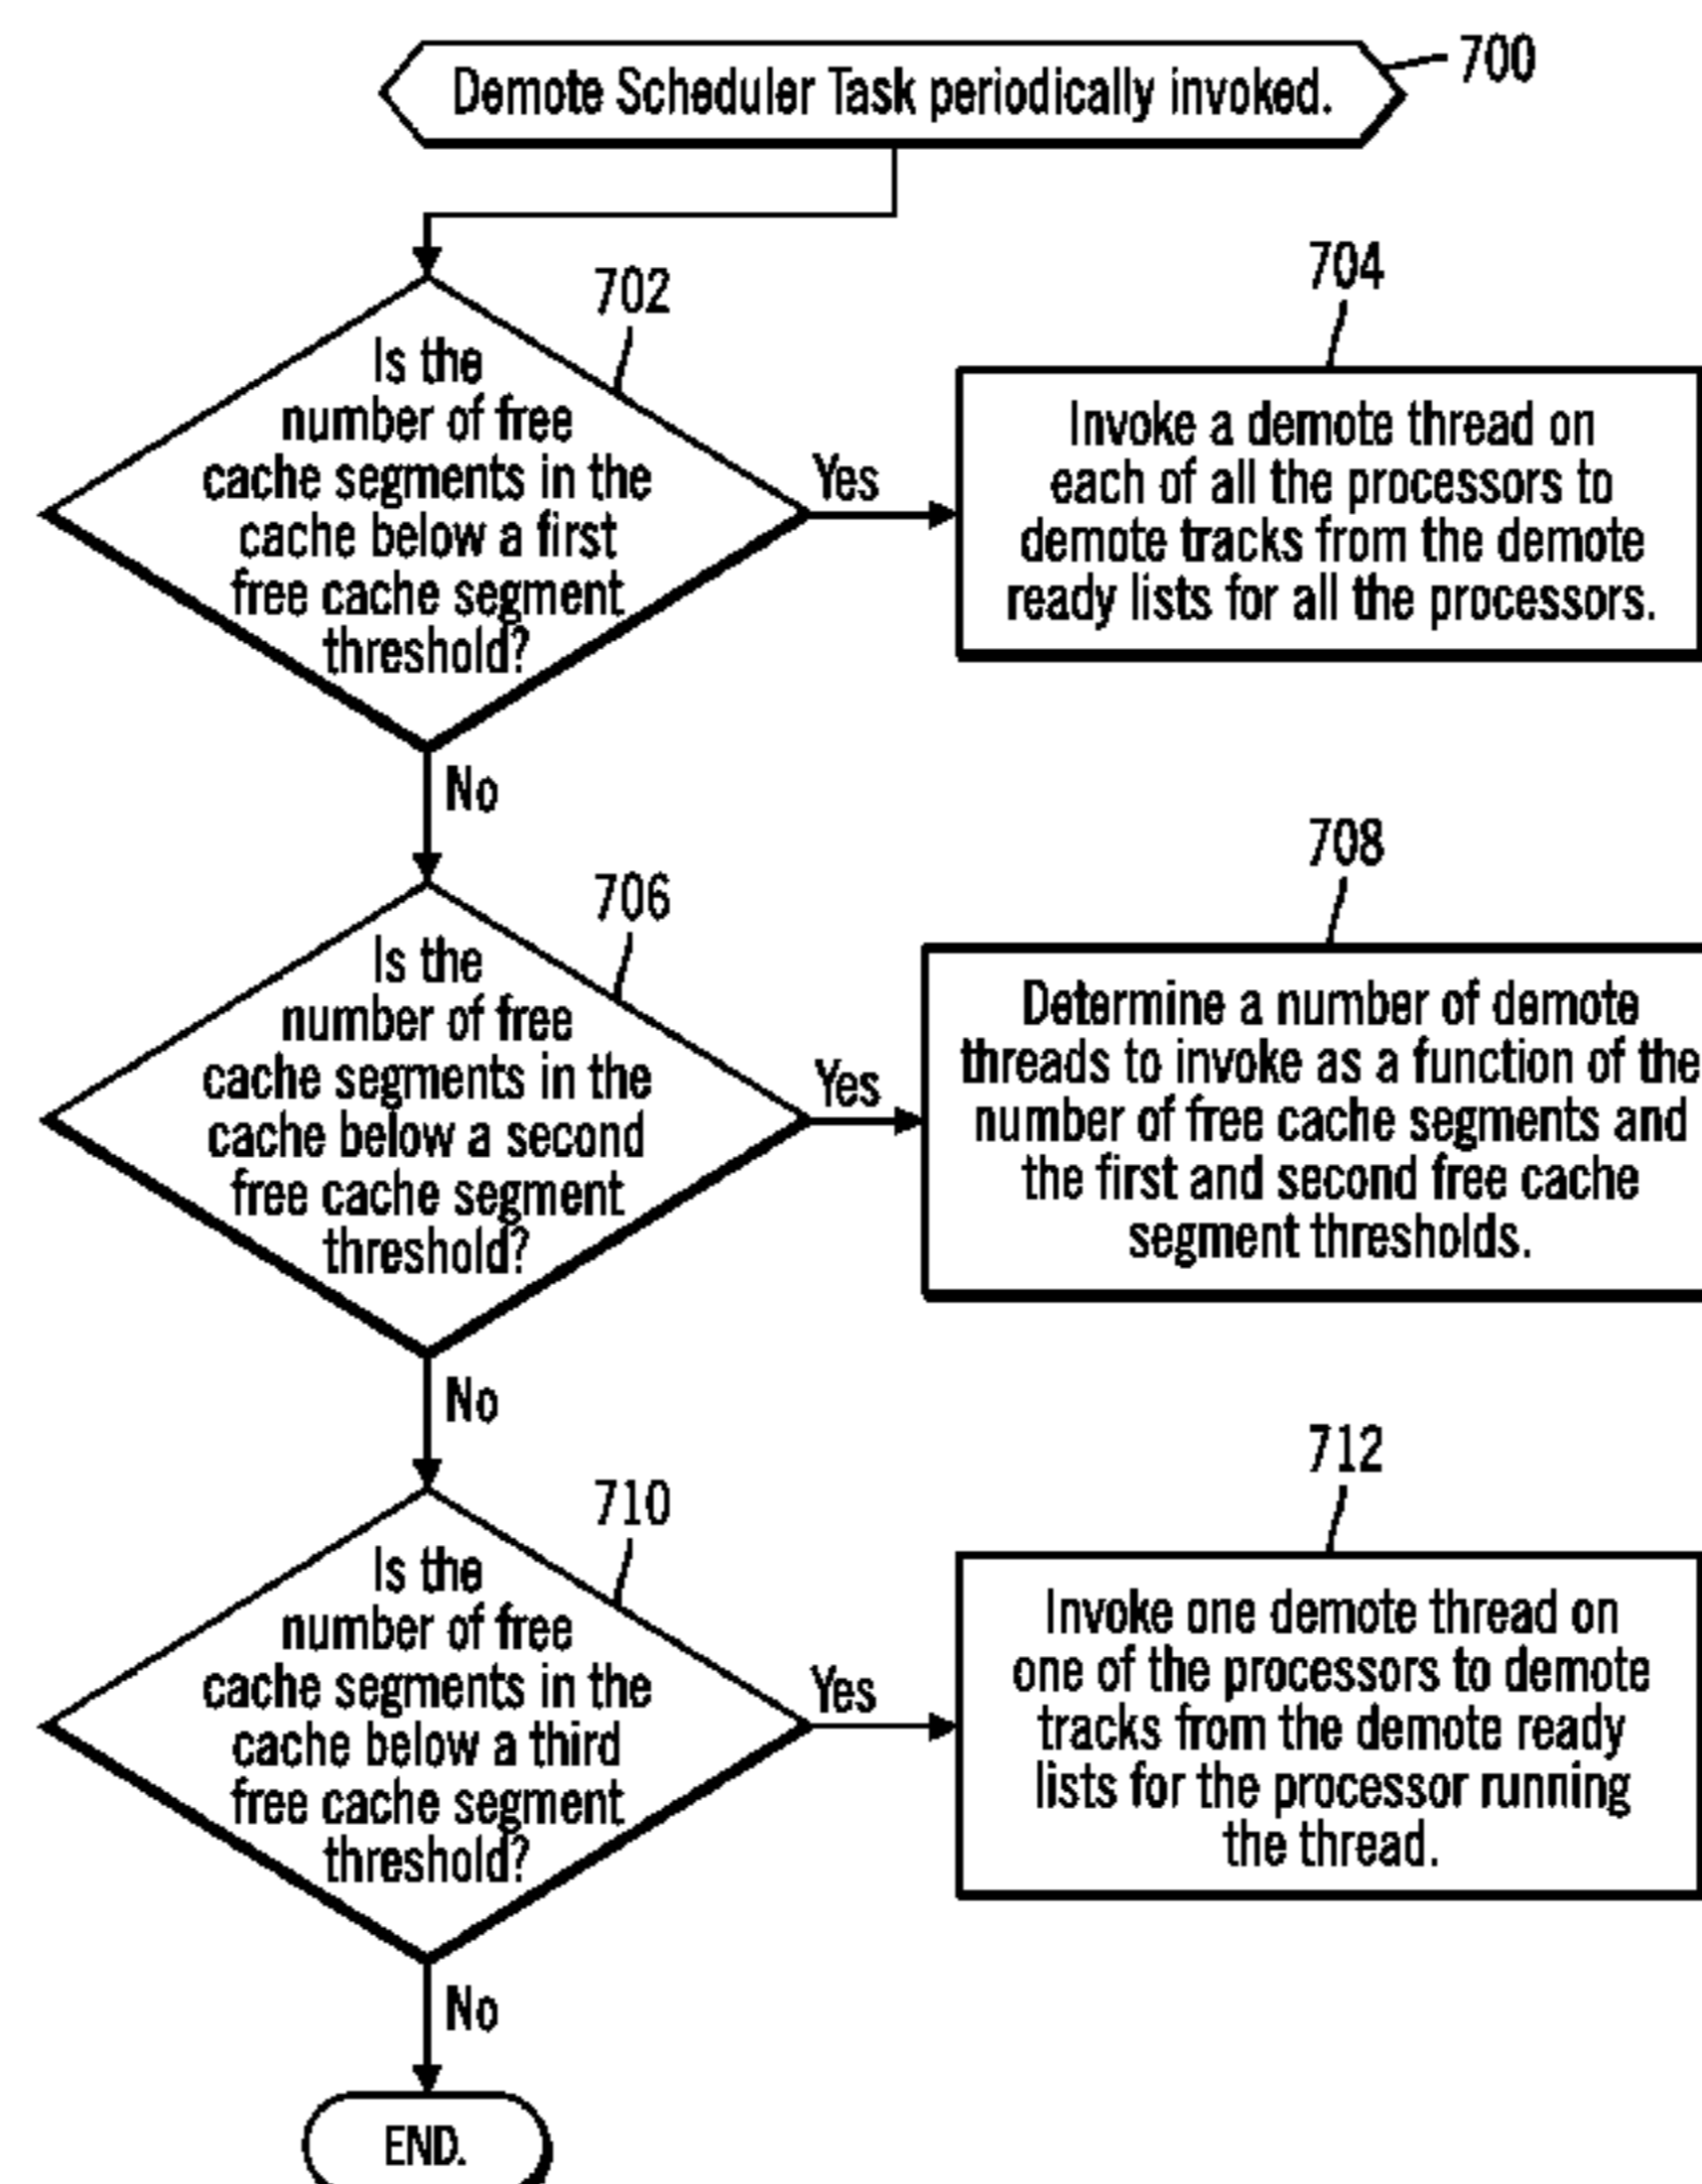 Demote Scheduler Task periodically invoked.
700
702
Is the
number of free
cache segments in the
cache below a first
free cache segment
threshold?
Yes
704
Invoke a demote thread on
each of all the processors to
demote tracks from the demote
ready lists for all the processors.
No
706
Is the
number of free
cache segments in the
cache below a second
free cache segment
threshold?
Yes
708
Determine a number of demote
threads to invoke as a function of the
number of free cache segments and
the first and second free cache
segment thresholds.
No
710
Is the
number of free
cache segments in the
cache below a third
free cache segment
threshold?
Yes
712
Invoke one demote thread on
one of the processors to demote
tracks from the demote ready
lists for the processor running
the thread.
No
END.